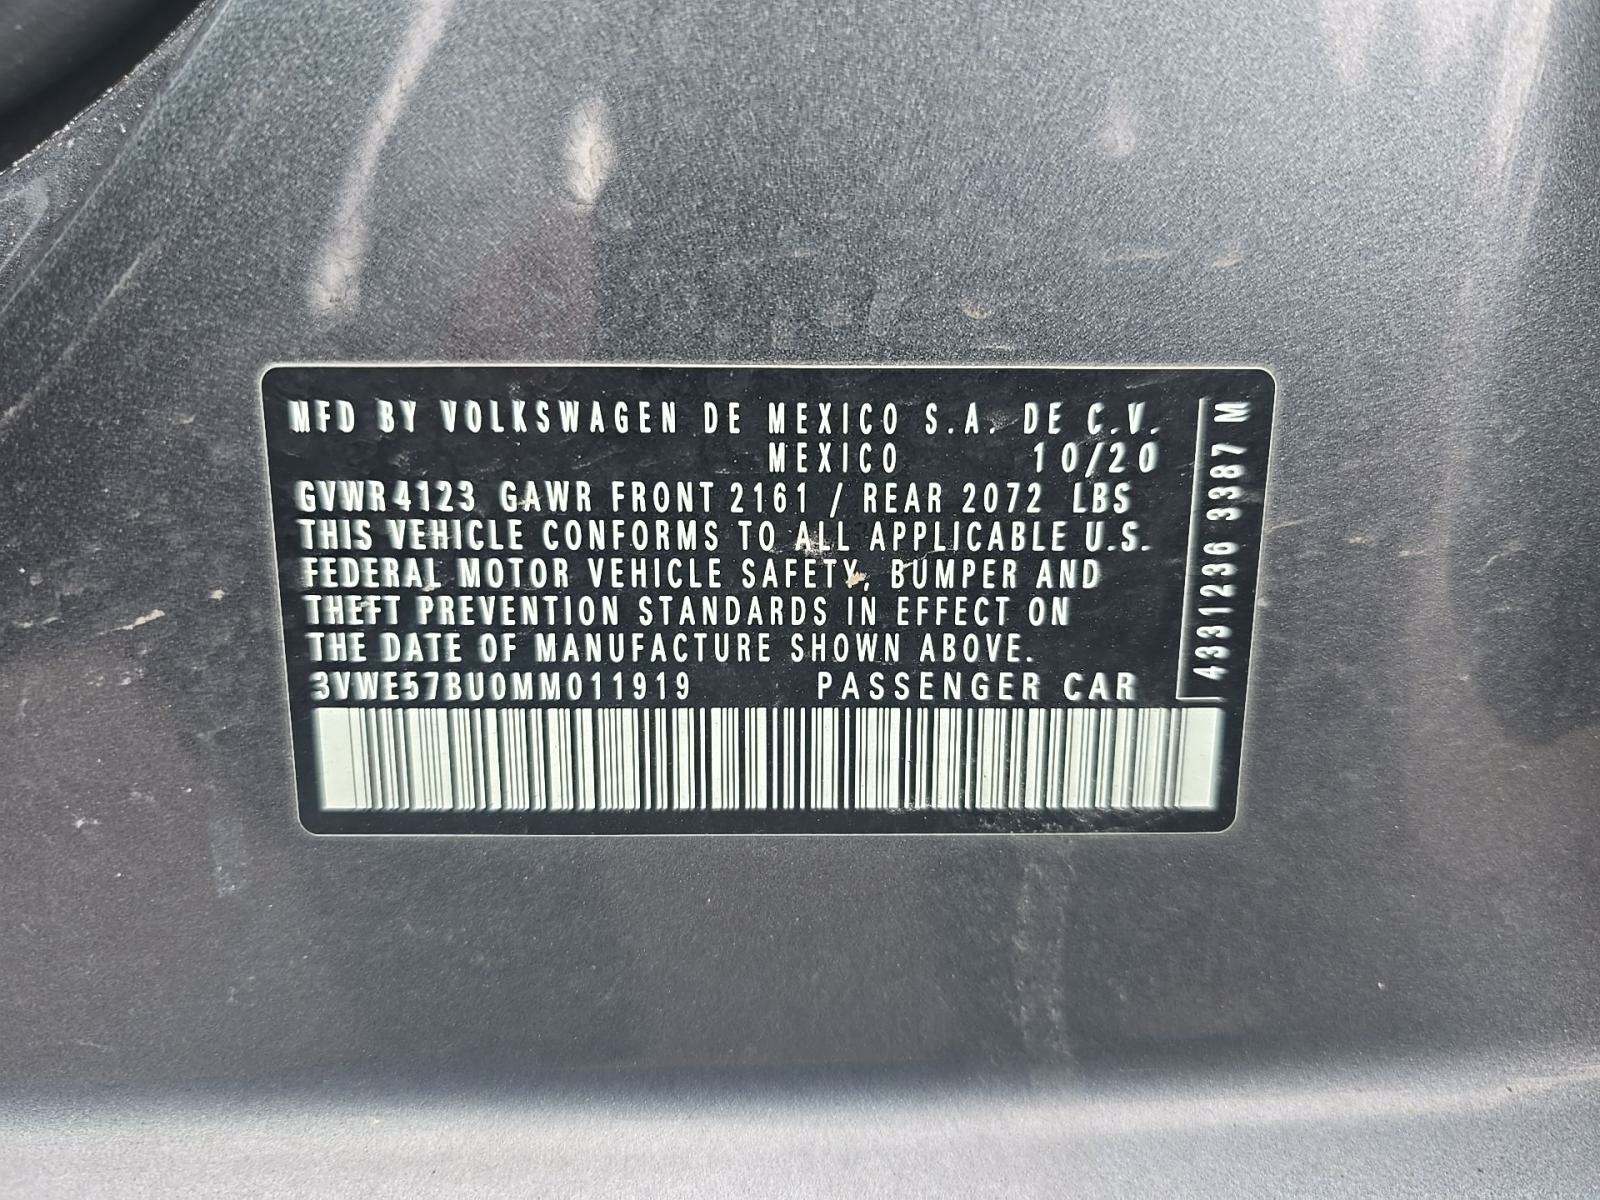 MFD BY VOLKSWAGEN DE MEXICO S.A. DE C.V.
MEXICO 10/20
GVWR 4123 GAWR FRONT 2161 / REAR 2072 LBS
THIS VEHICLE CONFORMS TO ALL APPLICABLE U.S.
FEDERAL MOTOR VEHICLE SAFETY, BUMPER AND
THEFT PREVENTION STANDARDS IN EFFECT ON
THE DATE OF MANUFACTURE SHOWN ABOVE.
3VWE57BU0MM011919 PASSENGER CAR
4331236 3387 M